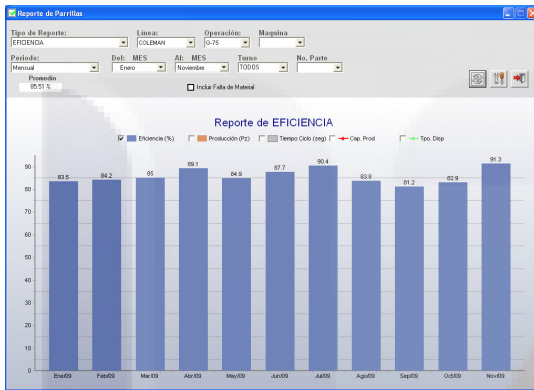 Reporte de Parrillas
Tipo de Reporte: Linea: Operación: Maquina
EFICIENCIA COLEMAN G-75
Periodo: Del: MES Al: MES Turno No. Parte
Mensual Enero Noviembre TODOS
Promedio
85.51 % Incluir Falta de Material
Reporte de EFICIENCIA
Eficiencia (%) Producción (Pz) Tiempo Ciclo (seg) Cap. Prod Tpo. Disp
90
80
70
60
50
40
30
20
10
0
83.5 84.2 85 89.1 84.9 87.7 90.4 83.8 81.2 82.9 91.3
Ene/09 Feb/09 Mar/09 Abr/09 May/09 Jun/09 Jul/09 Ago/09 Sep/09 Oct/09 Nov/09